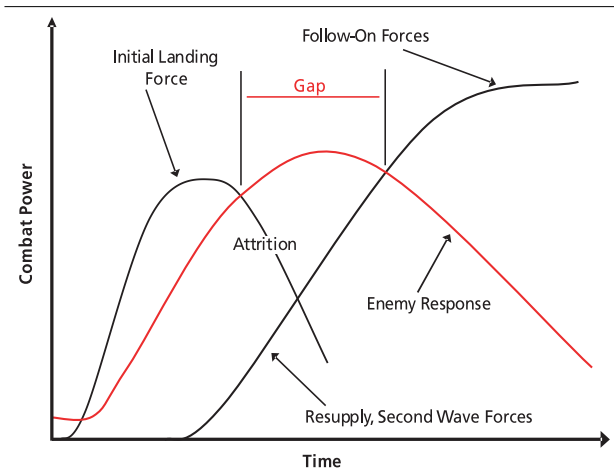 Follow-On Forces
Initial Landing
Force
Gap
Combat Power
Attrition
Enemy Response
Resupply, Second Wave Forces
Time